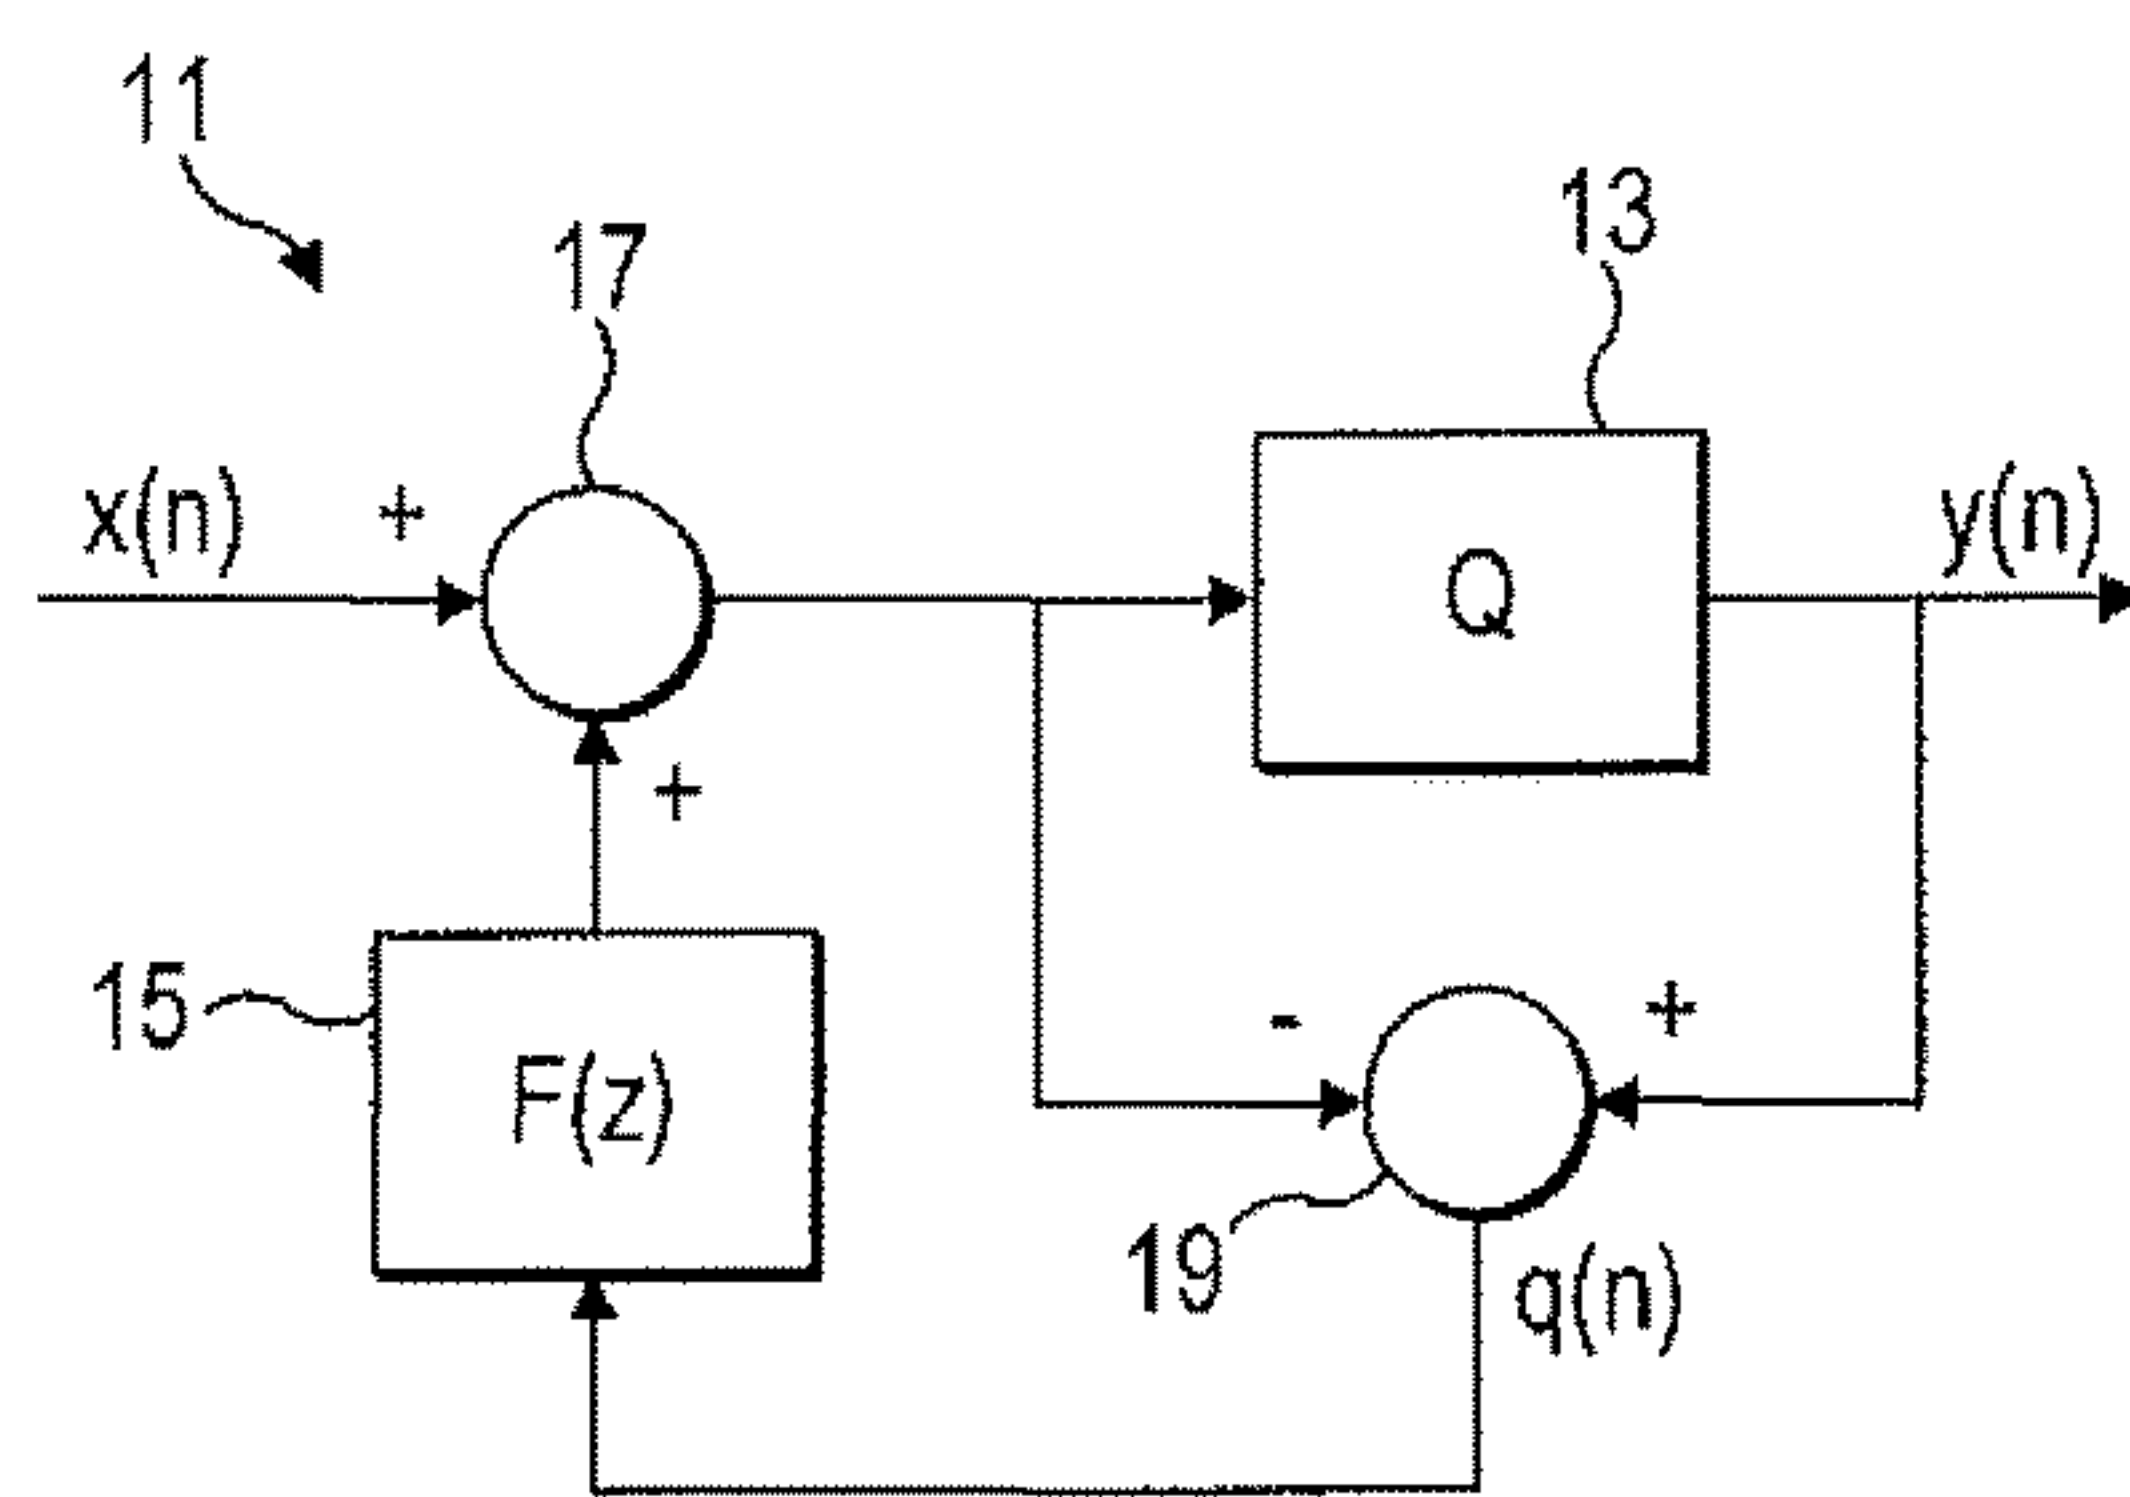 11
17
13
x(n)
+
Q
y(n)
+
15
F(z)
-
+
19
q(n)